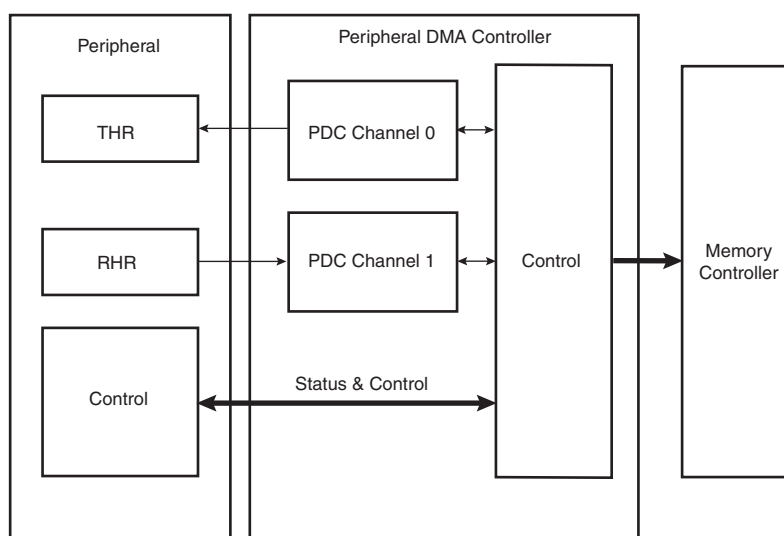 Peripheral
Peripheral DMA Controller
THR
PDC Channel 0
RHR
PDC Channel 1
Control
Memory
Controller
Control
Status & Control